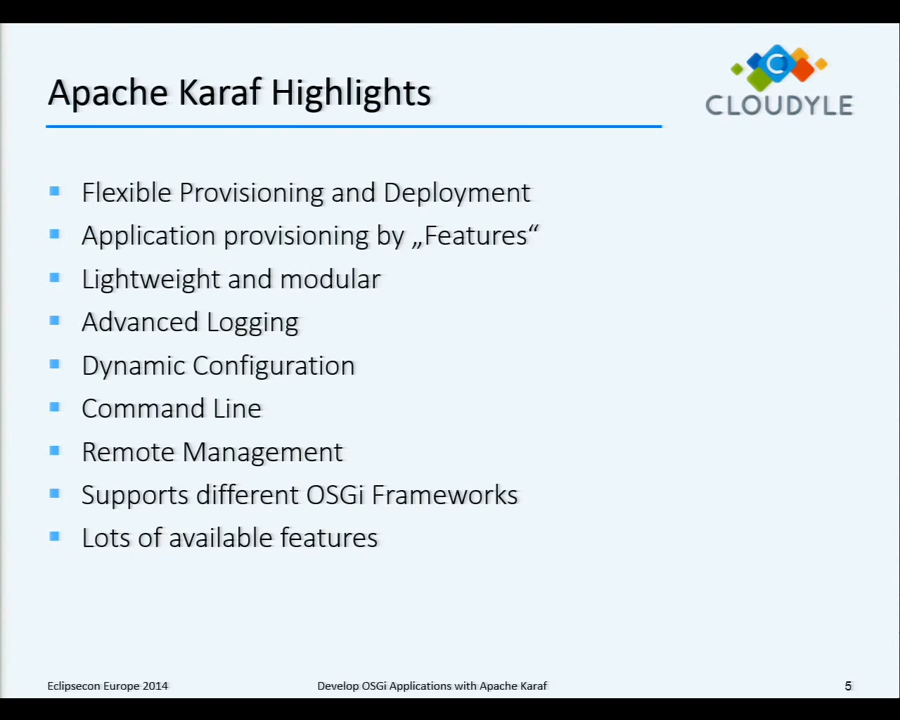 Apache Karaf Highlights
C
CLOUDYLE
Flexible Provisioning and Deployment
Application provisioning by „Features“
Lightweight and modular
Advanced Logging
Dynamic Configuration
Command Line
Remote Management
Supports different OSGi Frameworks
Lots of available features
Eclipsecon Europe 2014
Develop OSGi Applications with Apache Karaf
5